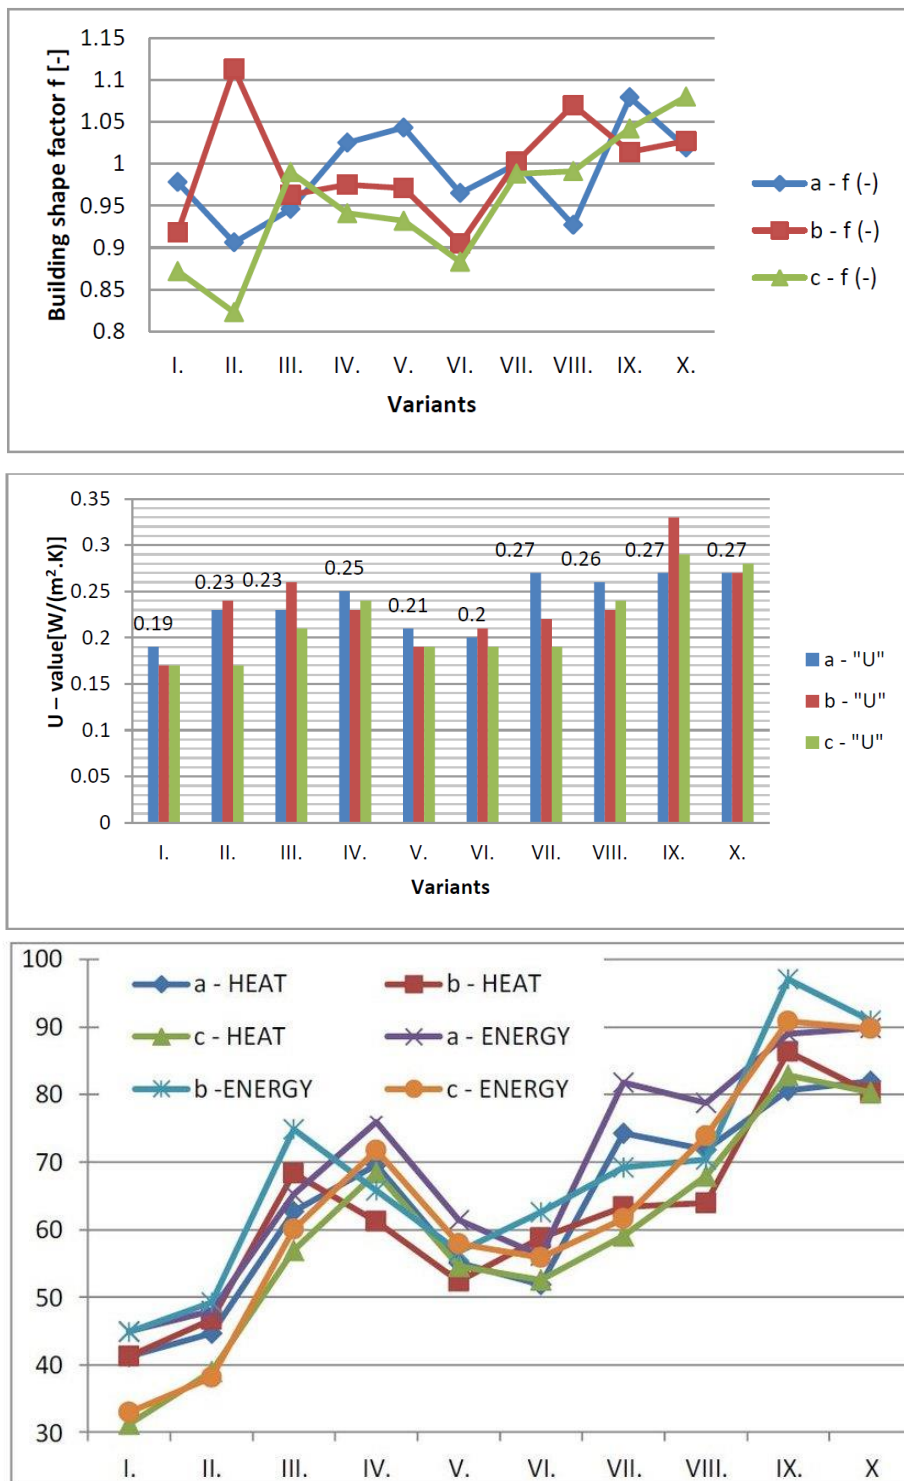 Building shape factor f [-]
1.15
1.1
1.05
1
0.95
0.9
0.85
0.8
I. II. III. IV. V. VI. VII. VIII. IX. X.
Variants
a - f (-)
b - f (-)
c - f (-)
U – value[W/(m².K)]
0.35
0.3
0.25
0.2
0.15
0.1
0.05
0
0.19 0.23 0.23 0.25 0.21 0.2 0.27 0.26 0.27 0.27
I. II. III. IV. V. VI. VII. VIII. IX. X.
Variants
a - "U"
b - "U"
c - "U"
100
90
80
70
60
50
40
30
a - HEAT b - HEAT
c - HEAT a - ENERGY
b -ENERGY c - ENERGY
I. II. III. IV. V. VI. VII. VIII. IX. X